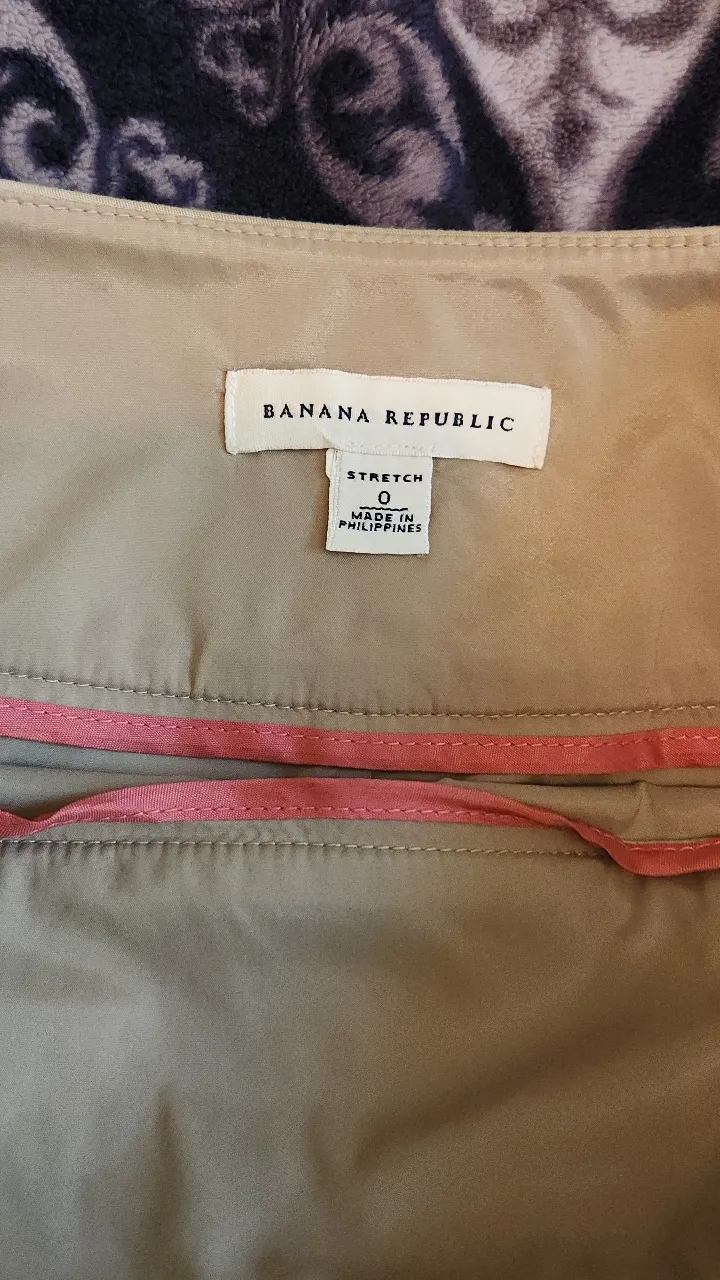 BANANA REPUBLIC
STRETCH
0
MADE IN
PHILIPPINES